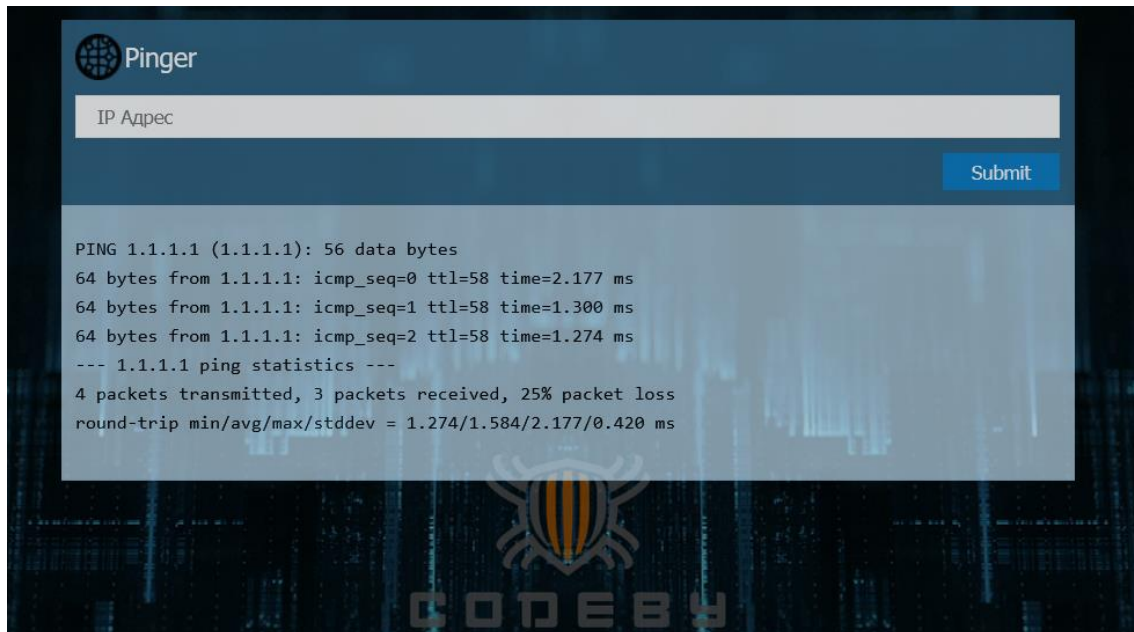 Pinger
IP Адрес
Submit
PING 1.1.1.1 (1.1.1.1): 56 data bytes
64 bytes from 1.1.1.1: icmp_seq=0 ttl=58 time=2.177 ms
64 bytes from 1.1.1.1: icmp_seq=1 ttl=58 time=1.300 ms
64 bytes from 1.1.1.1: icmp_seq=2 ttl=58 time=1.274 ms
--- 1.1.1.1 ping statistics ---
4 packets transmitted, 3 packets received, 25% packet loss
round-trip min/avg/max/stddev = 1.274/1.584/2.177/0.420 ms
CODEBY